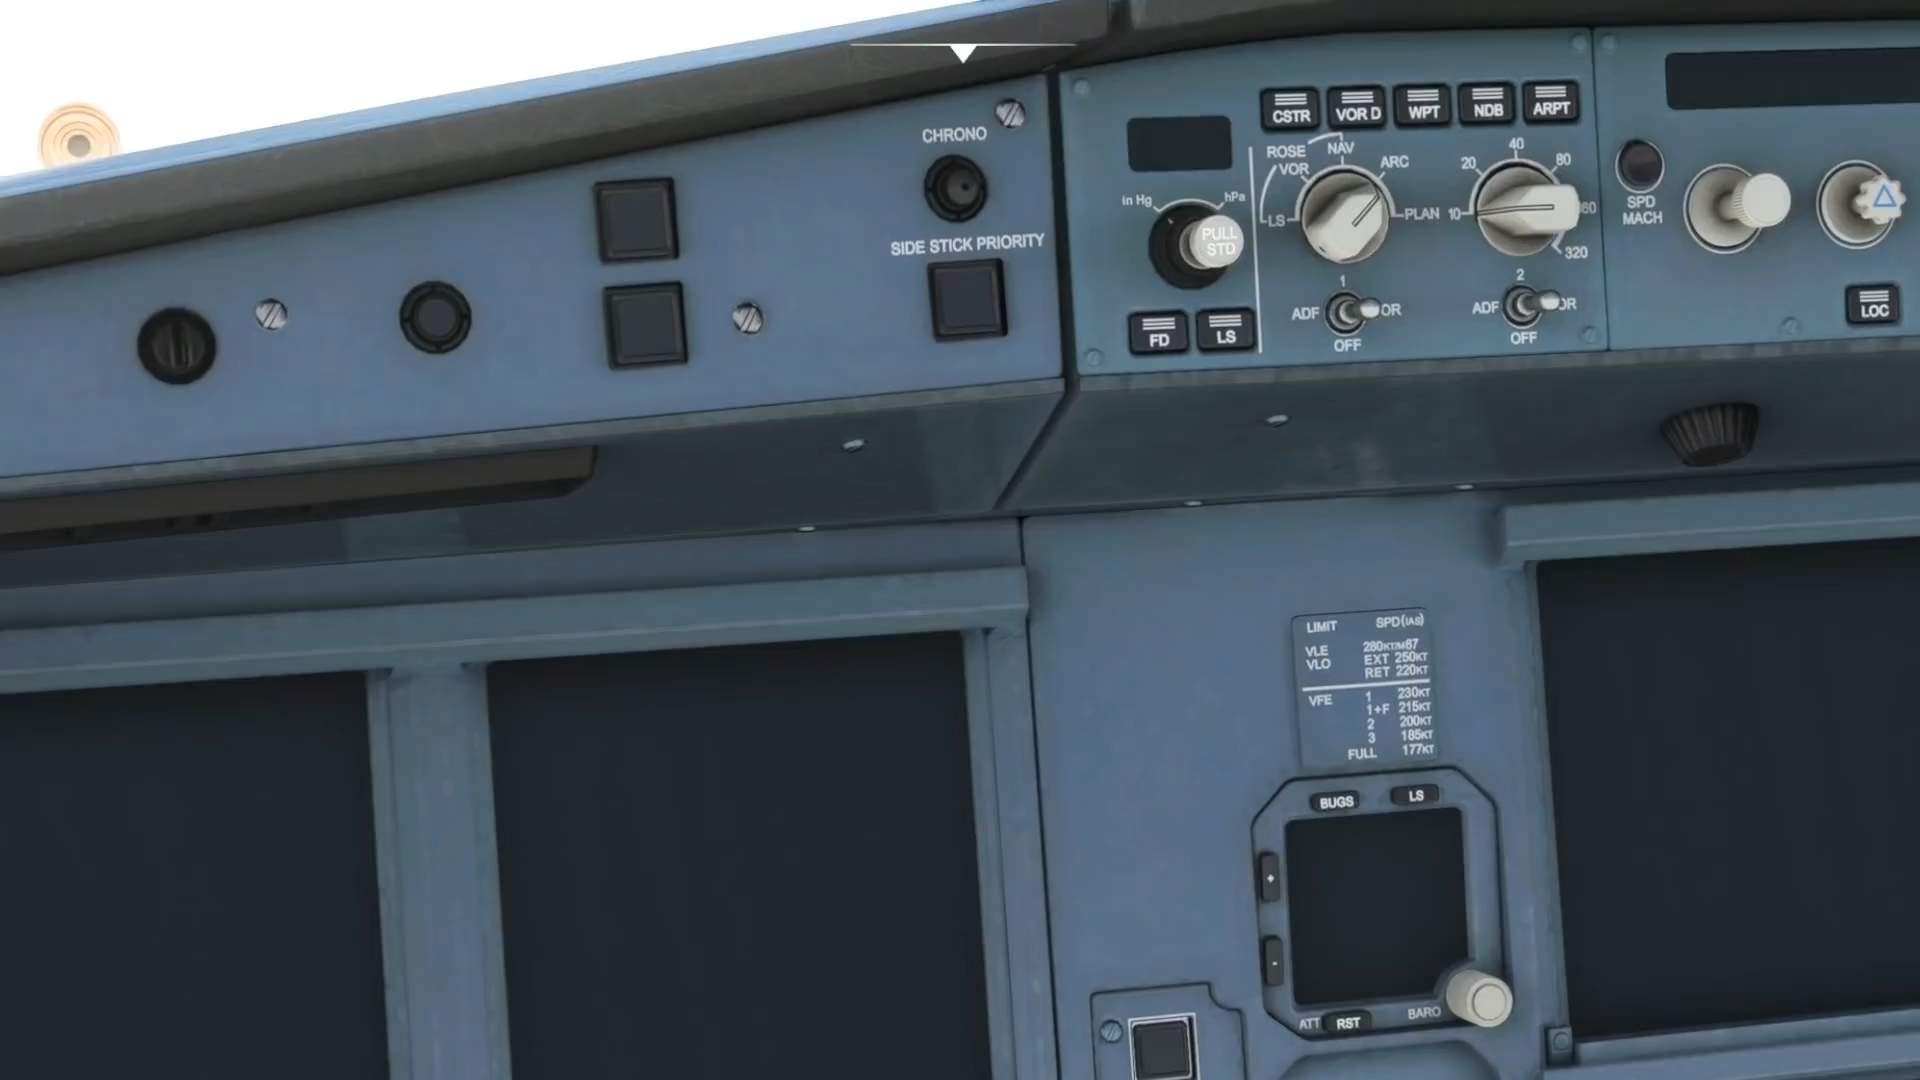 CHRONO
SIDE STICK PRIORITY
CSTR
VOR D
WPT
NDB
ARPT
in Hg
hPa
PULL
STD
FD
LS
ROSE
VOR
NAV
ARC
LS
PLAN
10
20
40
80
320
1
ADF
OFF
2
ADF
OFF
SPD
MACH
LOC
LIMIT SPD(IAS)
VLE 280KT/M67
VLO EXT 250KT
RET 220KT
VFE 1 230KT
1+F 215KT
2 200KT
3 185KT
FULL 177KT
BUGS
LS
+
-
ATT RST
BARO